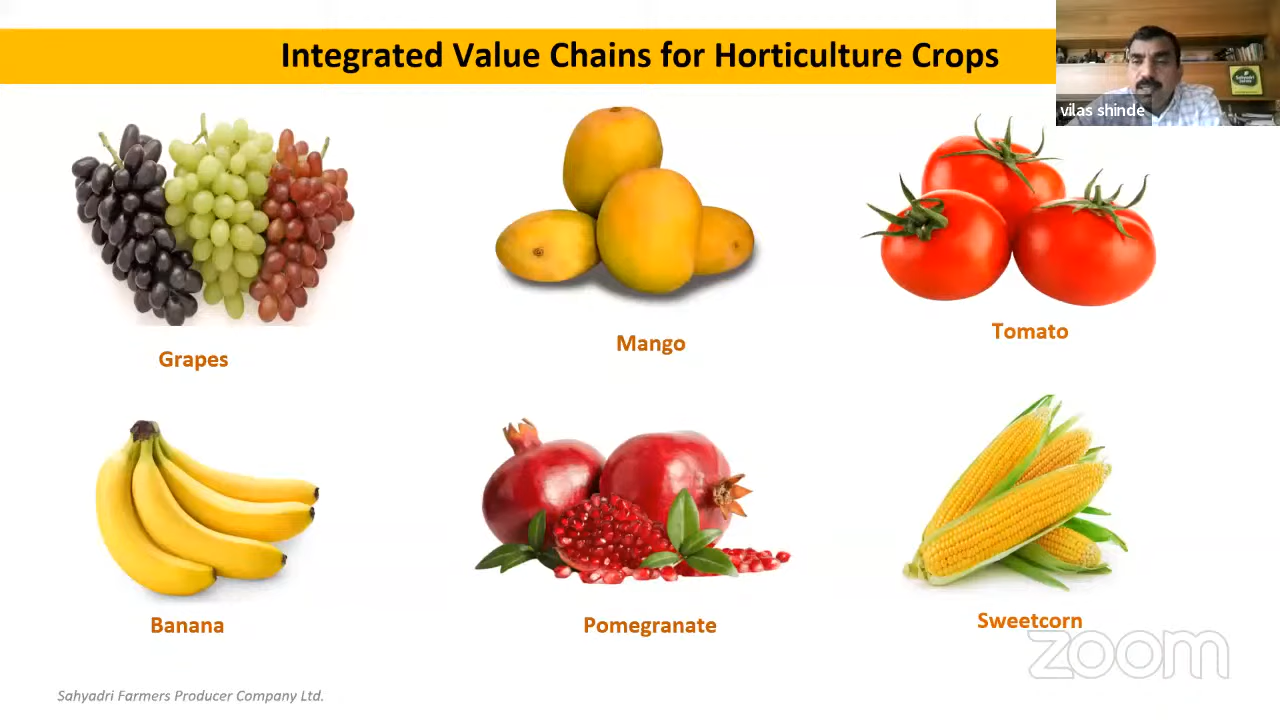 Integrated Value Chains for Horticulture Crops
vilas shinde
Grapes
Mango
Tomato
Banana
Pomegranate
Sweetcorn
zoom
Sahyadri Farmers Producer Company Ltd.